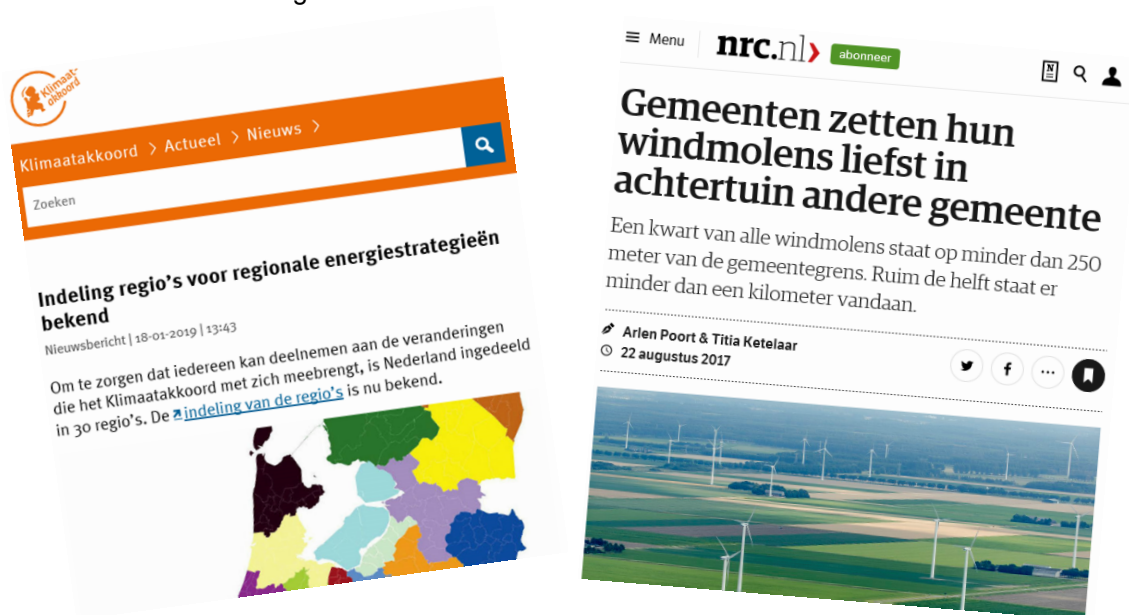 Klimaat-
akkoord
Klimaatakkoord > Actueel > Nieuws >
Zoeken
Indeling regio's voor regionale energiestrategieën
bekend
Nieuwsbericht | 18-01-2019 | 13:43
Om te zorgen dat iedereen kan deelnemen aan de veranderingen
die het Klimaatakkoord met zich meebrengt, is Nederland ingedeeld
in 30 regio's. De indeling van de regio's is nu bekend.
Menu
nrc.nl>
abonneer
N
Gemeenten zetten hun
windmolens liefst in
achtertuin andere gemeente
Een kwart van alle windmolens staat op minder dan 250
meter van de gemeentegrens. Ruim de helft staat er
minder dan een kilometer vandaan.
Arlen Poort & Titia Ketelaar
22 augustus 2017